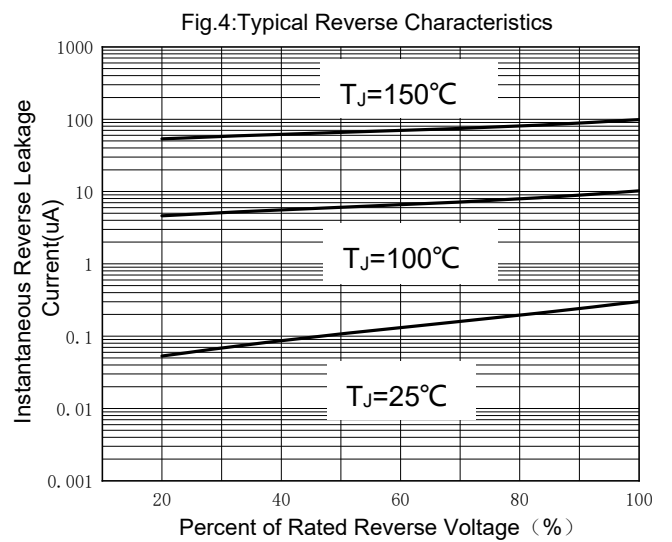 Fig.4:Typical Reverse Characteristics
1000
100
10
1
0.1
0.01
0.001
Instantaneous Reverse Leakage
Current(uA)
TJ=150℃
TJ=100℃
TJ=25℃
20 40 60 80 100
Percent of Rated Reverse Voltage（%）